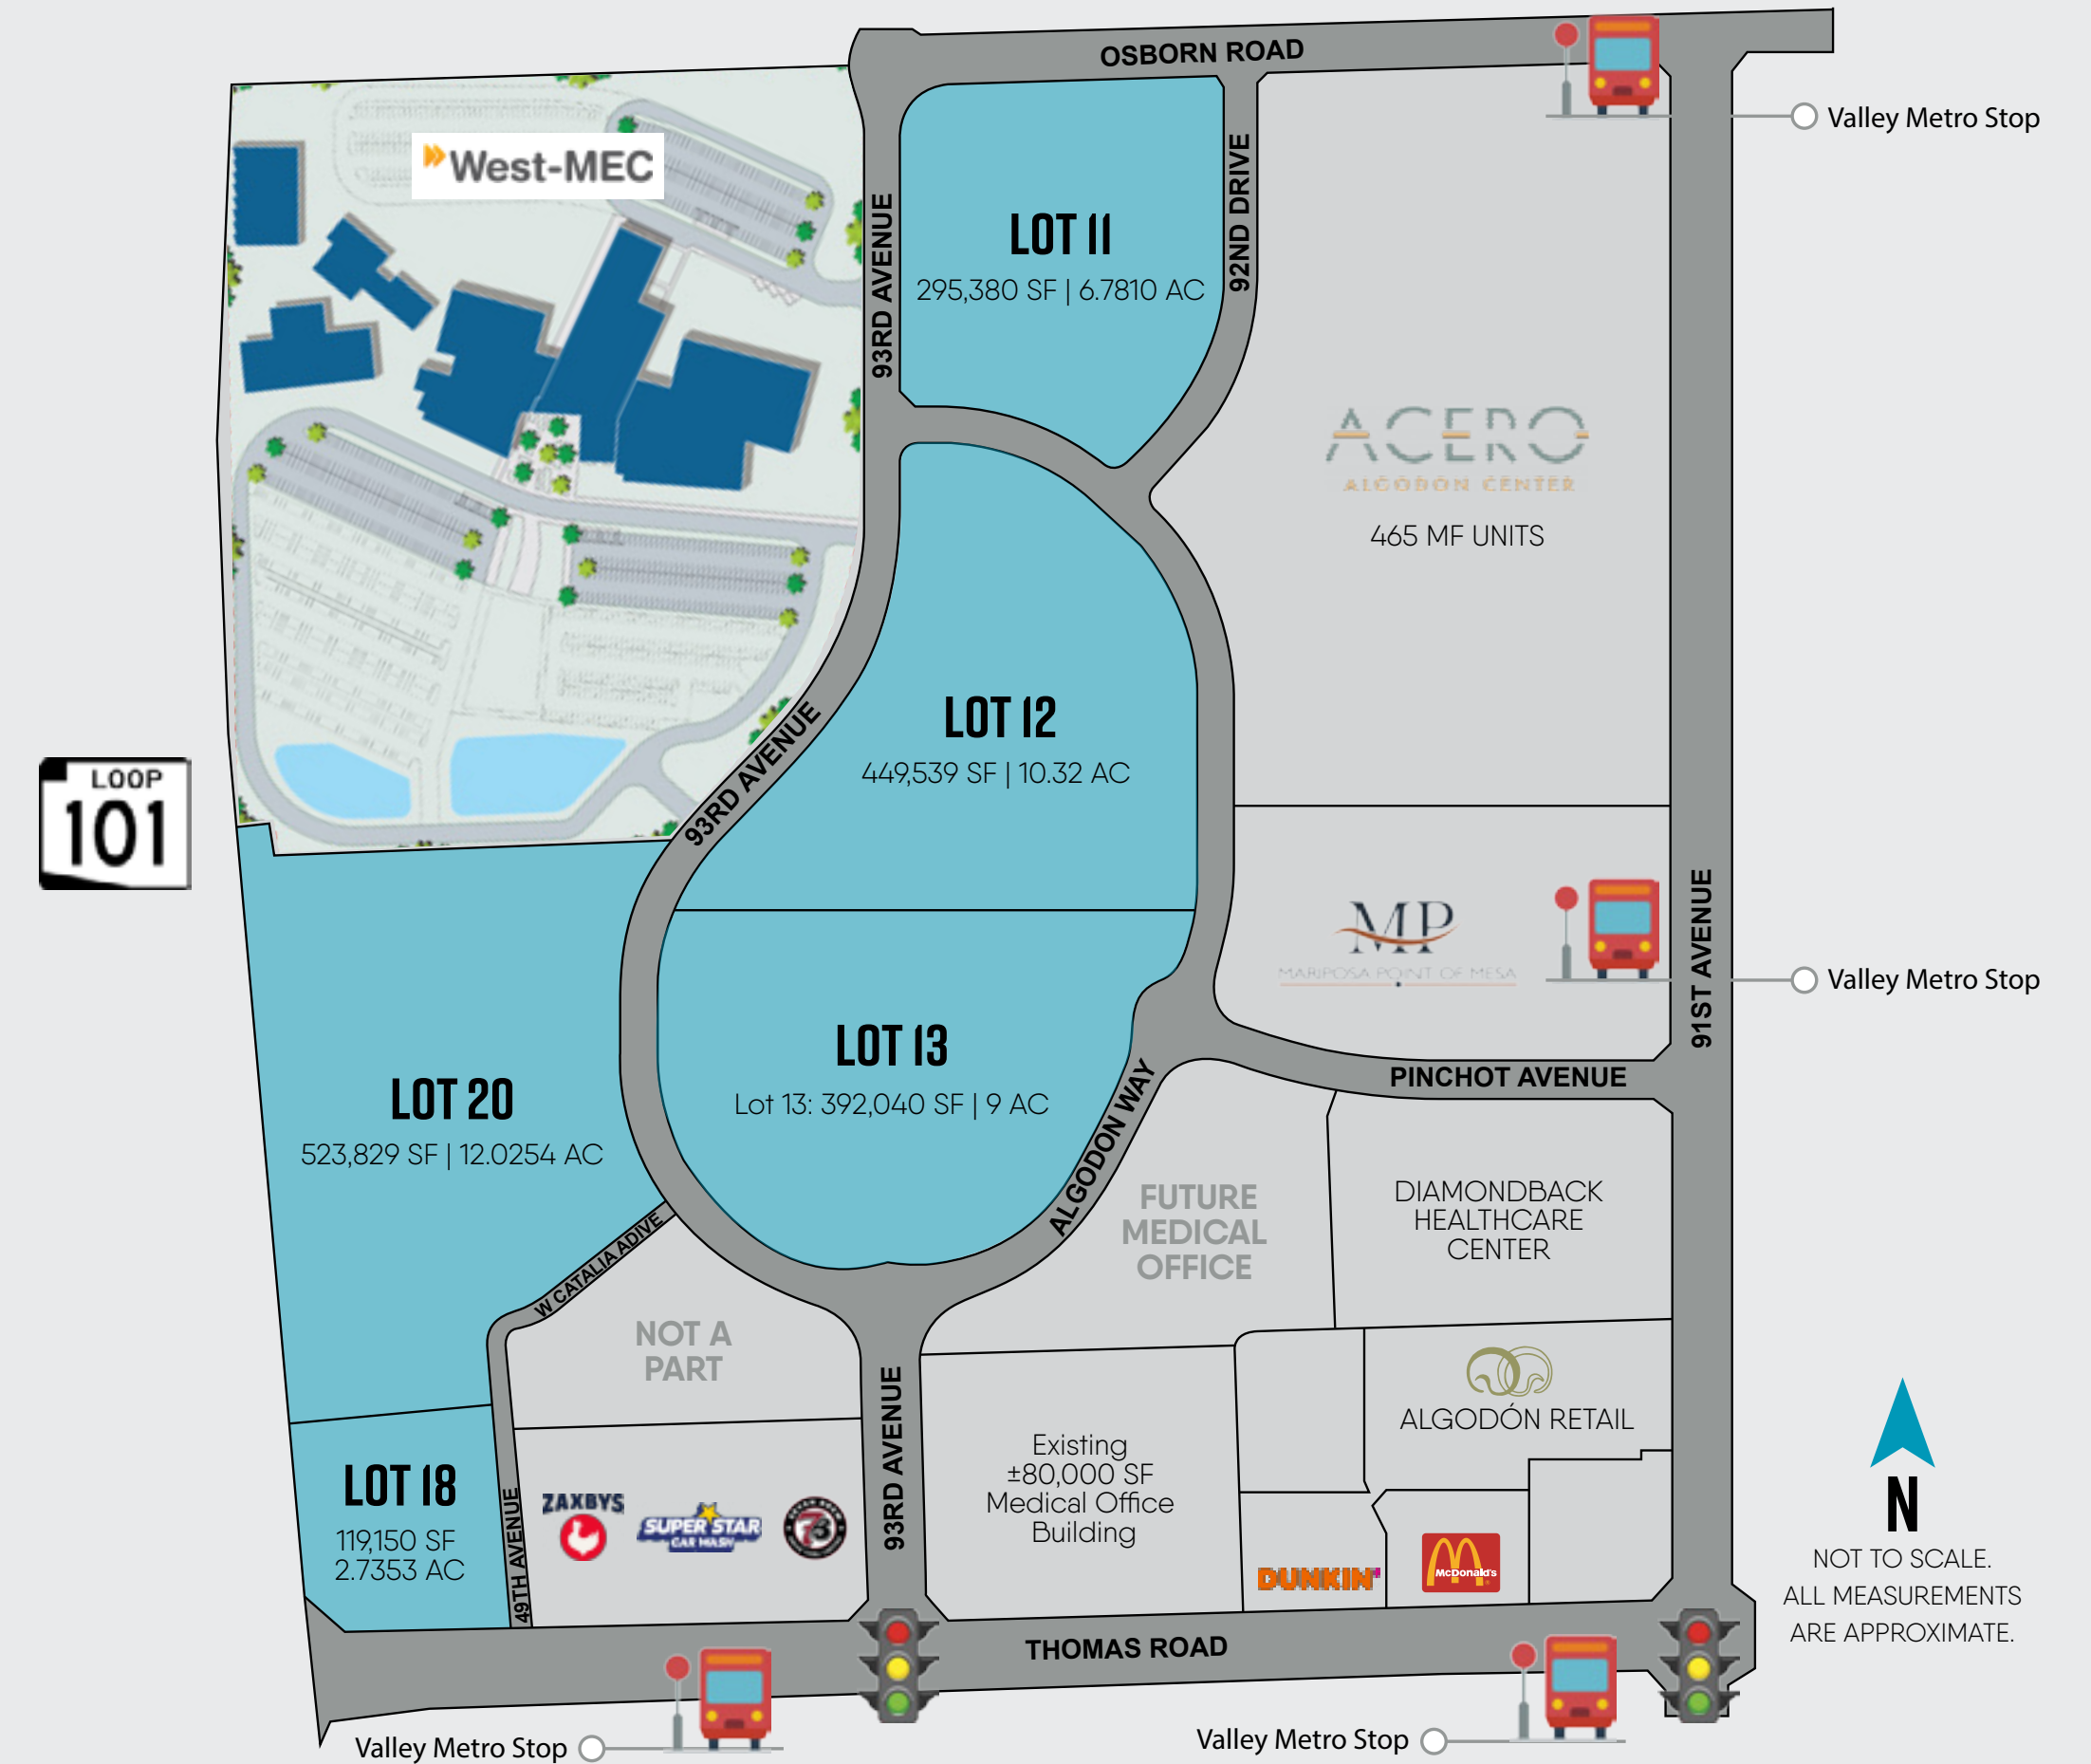 OSBORN ROAD
Valley Metro Stop
West-MEC
93RD AVENUE
92ND DRIVE
LOT 11
295,380 SF | 6.7810 AC
ACERO
ALGODÓN CENTER
465 MF UNITS
LOT 12
449,539 SF | 10.32 AC
93RD AVENUE
LOOP
101
MP
MARIPOSA POINT OF MESA
91ST AVENUE
Valley Metro Stop
LOT 13
Lot 13: 392,040 SF | 9 AC
PINCHOT AVENUE
LOT 20
523,829 SF | 12.0254 AC
ALGODON WAY
FUTURE
MEDICAL
OFFICE
DIAMONDBACK
HEALTHCARE
CENTER
W CATALIA ADIVE
NOT A
PART
93RD AVENUE
ALGODÓN RETAIL
Existing
±80,000 SF
Medical Office
Building
LOT 18
119,150 SF
2.7353 AC
49TH AVENUE
ZAXBYS
SUPER STAR
CAR WASH
DUNKIN'
McDonald's
N
NOT TO SCALE.
ALL MEASUREMENTS
ARE APPROXIMATE.
THOMAS ROAD
Valley Metro Stop
Valley Metro Stop